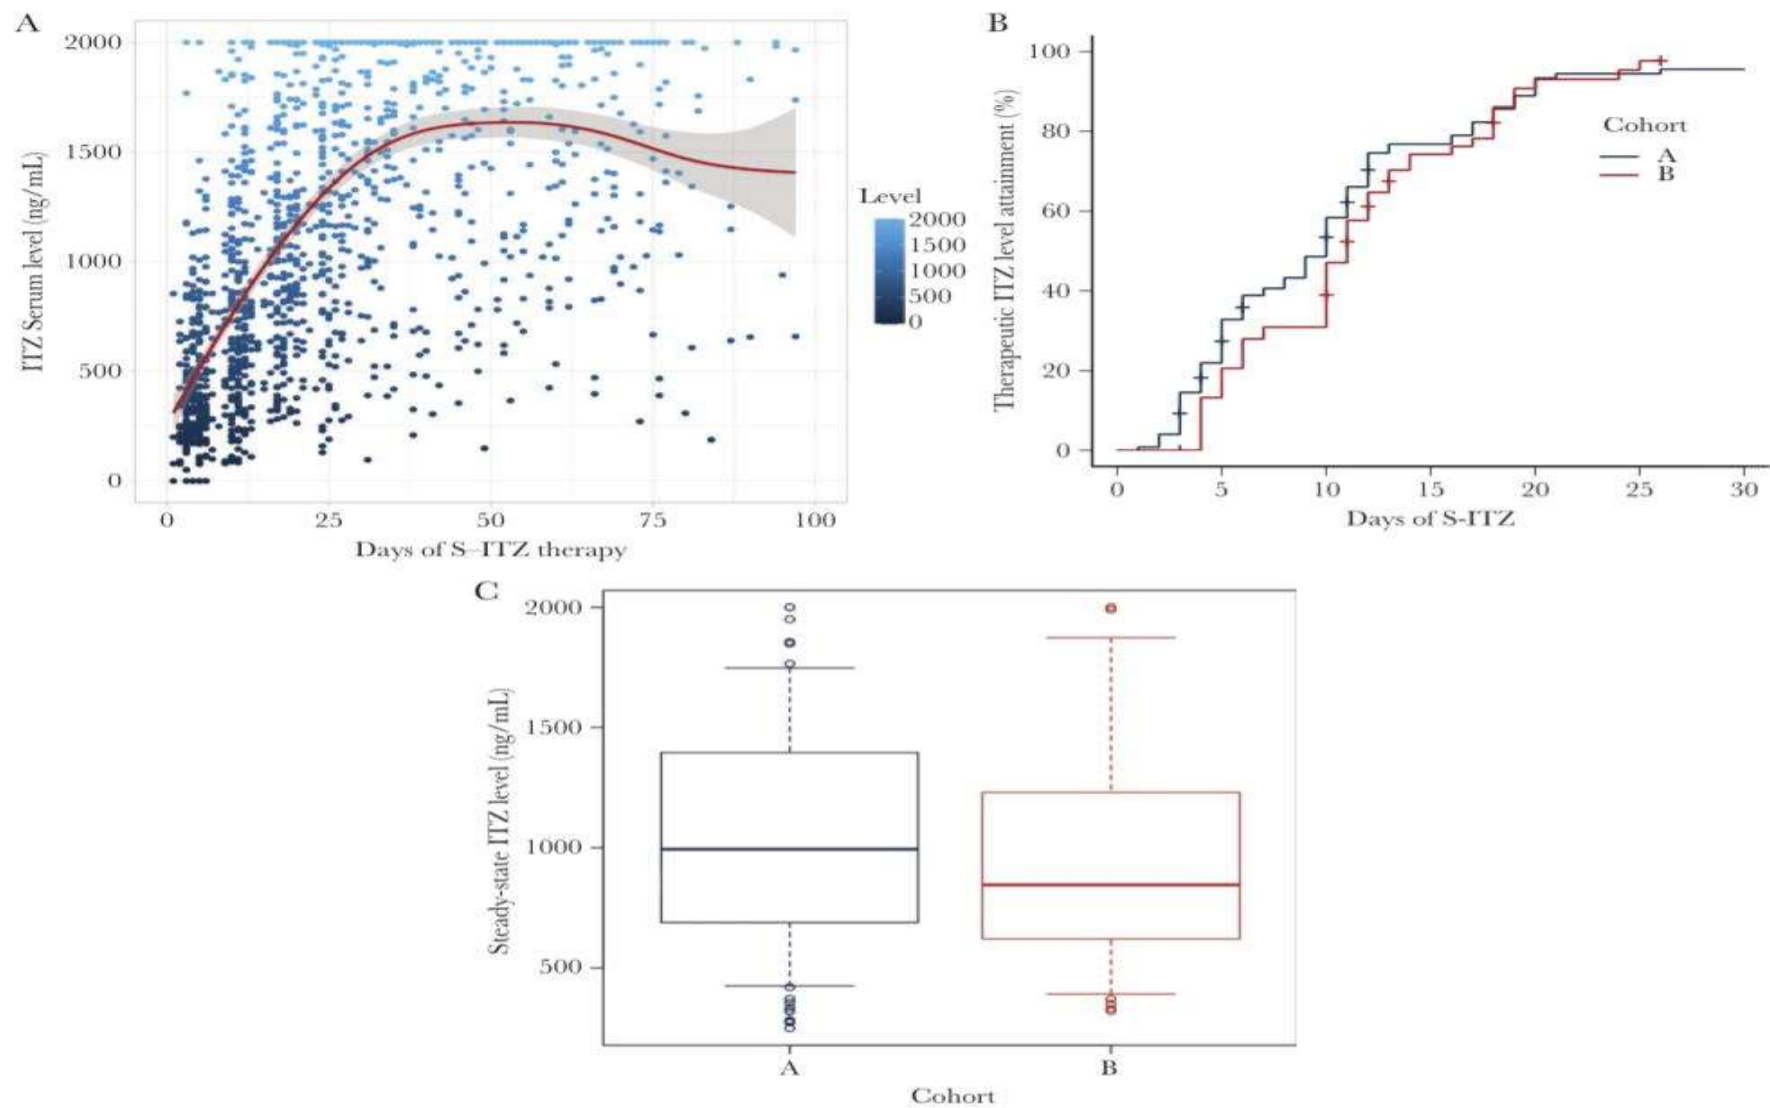 A
ITZ Serum level (ng/mL)
2000
1500
1000
500
0
0 25 50 75 100
Days of S–ITZ therapy
Level
2000
1500
1000
500
0
B
Therapeutic ITZ level attainment (%)
100
80
60
40
20
0
0 5 10 15 20 25 30
Days of S-ITZ
Cohort
A
B
C
Steady-state ITZ level (ng/mL)
2000
1500
1000
500
A B
Cohort